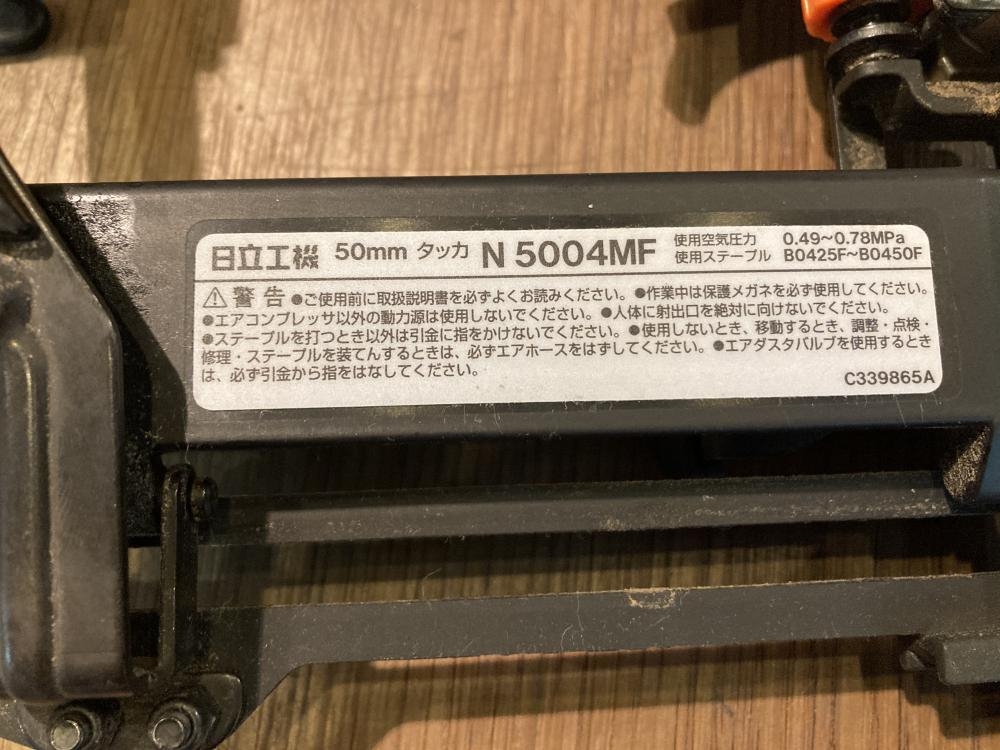 日立工機 50mm タッカ N 5004MF 使用空気圧力 0.49~0.78MPa
使用ステープル B0425F~B0450F
⚠警告 ●ご使用前に取扱説明書を必ずよくお読みください。●作業中は保護メガネを必ず使用してください。
●エアコンプレッサ以外の動力源は使用しないでください。●人体に射出口を絶対に向けないでください。
●ステープルを打つとき以外は引金に指をかけないでください。●使用しないとき、移動するとき、調整・点検・
修理・ステープルを装てんするときは、必ずエアホースをはずしてください。●エアダスタバルブを使用するとき
は、必ず引金から指をはなしてください。
C339865A